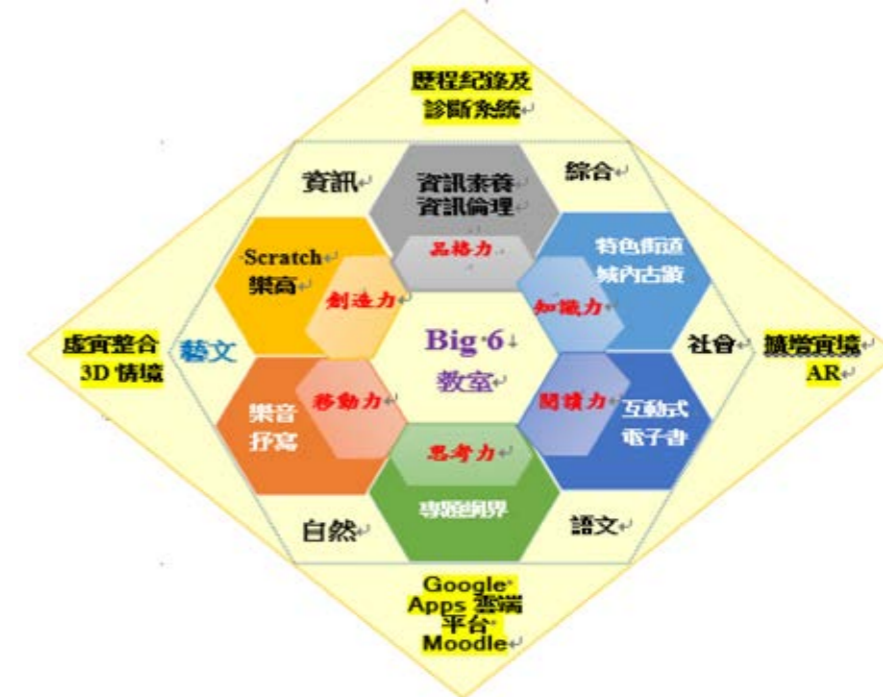 歷程紀錄及
診斷系統
資訊
資訊素養
資訊倫理
綜合
品格力
Scratch
樂高
創造力
特色街道
城內古蹟
知識力
虛實整合
3D 情境
藝文
Big 6
教室
社會
擴增實境
AR
樂音
抒寫
移動力
思考力
閱讀力
互動式
電子書
自然
專題網界
語文
Google
Apps 雲端
平台
Moodle